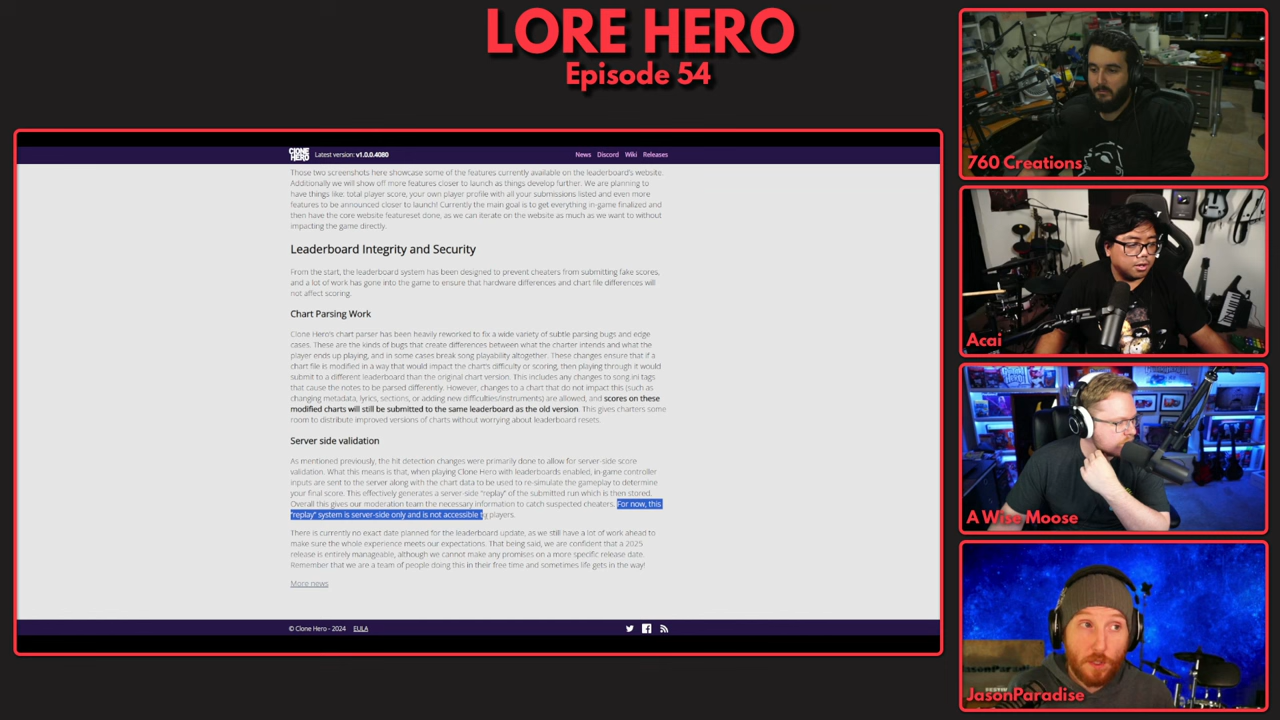 LORE HERO
Episode 54
CLONE HERO
Latest version: v1.0.0.4080
News Discord Wiki Releases
Those two screenshots here showcase some of the features currently available on the leaderboard's website.
Additionally we will show off more features closer to launch as things develop further. We are planning to
have things like: total player score, your own player profile with all your submissions listed and even more
features to be announced closer to launch! Currently the main goal is to get everything in-game finalized and
then have the core website featureset done, as we can iterate on the website as much as we want to without
impacting the game directly.
Leaderboard Integrity and Security
From the start, the leaderboard system has been designed to prevent cheaters from submitting fake scores,
and a lot of work has gone into the game to ensure that hardware differences and chart file differences will
not affect scoring.
Chart Parsing Work
Clone Hero's chart parser has been heavily reworked to fix a wide variety of subtle parsing bugs and edge
cases. These are the kinds of bugs that create differences between what the charter intends and what the
player ends up playing, and in some cases break song playability altogether. These changes ensure that if a
chart file is modified in a way that would impact the chart's difficulty or scoring, then playing through it would
submit to a different leaderboard than the original chart version. This includes any changes to song.ini tags
that cause the notes to be parsed differently. However, changes to a chart that do not impact this (such as
changing metadata, lyrics, sections, or adding new difficulties/instruments) are allowed, and scores on these
modified charts will still be submitted to the same leaderboard as the old version. This gives charters some
room to distribute improved versions of charts without worrying about leaderboard resets.
Server side validation
As mentioned previously, the hit detection changes were primarily done to allow for server-side score
validation. What this means is that, when playing Clone Hero with leaderboards enabled, in-game controller
inputs are sent to the server along with the chart data to be used to re-simulate the gameplay to determine
your final score. This effectively generates a server-side "replay" of the submitted run which is then stored.
Overall this gives our moderation team the necessary information to catch suspected cheaters. For now, this
"replay" system is server-side only and is not accessible by players.
There is currently no exact date planned for the leaderboard update, as we still have a lot of work ahead to
make sure the whole experience meets our expectations. That being said, we are confident that a 2025
release is entirely manageable, although we cannot make any promises on a more specific release date.
Remember that we are a team of people doing this in their free time and sometimes life gets in the way!
More news
© Clone Hero - 2024 EULA
760 Creations
Acai
A Wise Moose
JasonParadise